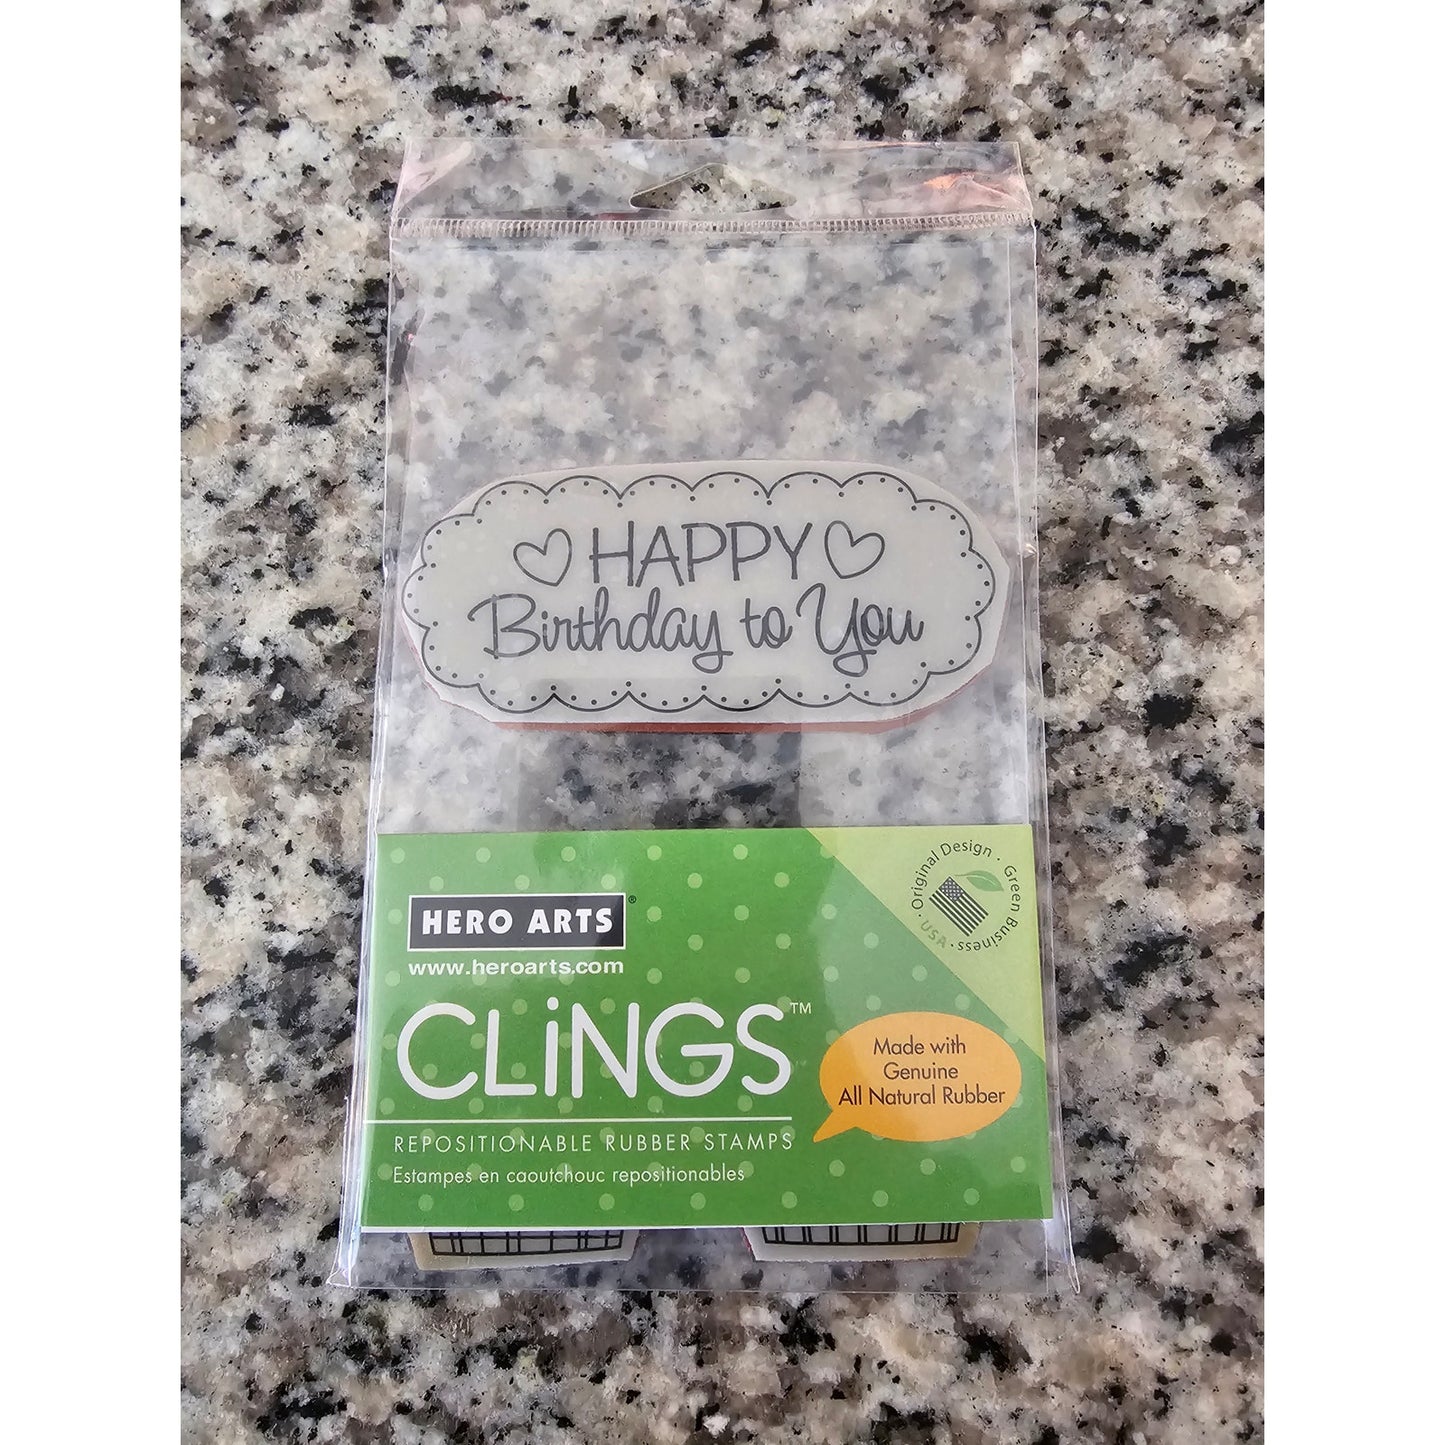 HAPPY
Birthday to You
Original Design · Green Business · USA ·
HERO ARTS®
www.heroarts.com
CLiNGS™
Made with
Genuine
All Natural Rubber
REPOSITIONABLE RUBBER STAMPS
Estampes en caoutchouc repositionables